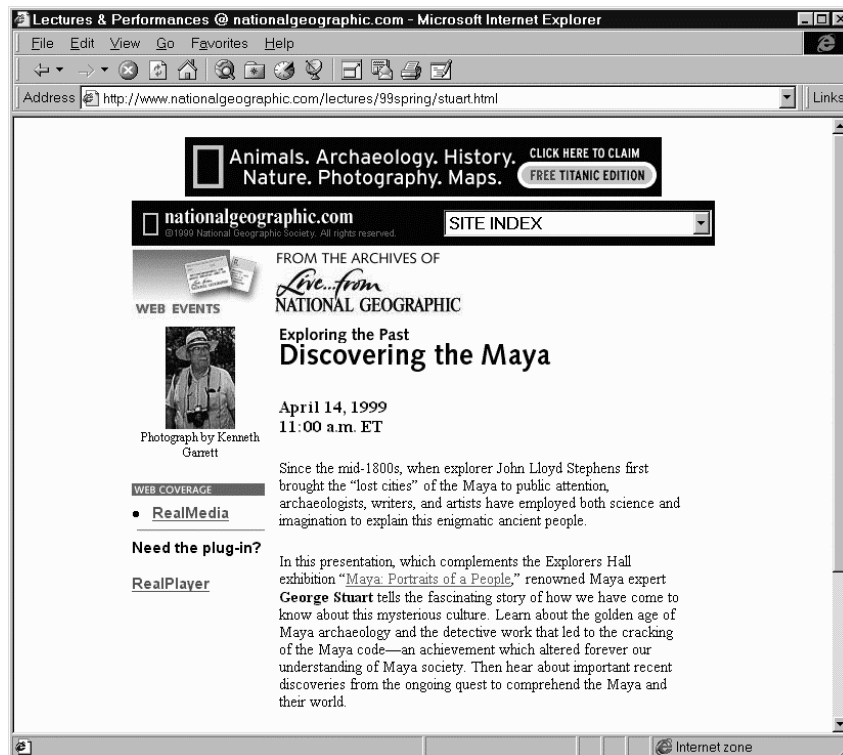 Lectures & Performances @ nationalgeographic.com - Microsoft Internet Explorer
File Edit View Go Favorites Help
Address http://www.nationalgeographic.com/lectures/99spring/stuart.html Links
Animals. Archaeology. History. CLICK HERE TO CLAIM
Nature. Photography. Maps. FREE TITANIC EDITION
nationalgeographic.com SITE INDEX
©1999 National Geographic Society. All rights reserved.
WEB EVENTS
FROM THE ARCHIVES OF
Live...from
NATIONAL GEOGRAPHIC
Exploring the Past
Discovering the Maya
Photograph by Kenneth
Garrett
April 14, 1999
11:00 a.m. ET
WEB COVERAGE
• RealMedia
Need the plug-in?
RealPlayer
Since the mid-1800s, when explorer John Lloyd Stephens first
brought the “lost cities” of the Maya to public attention,
archaeologists, writers, and artists have employed both science and
imagination to explain this enigmatic ancient people.
In this presentation, which complements the Explorers Hall
exhibition “Maya: Portraits of a People,” renowned Maya expert
George Stuart tells the fascinating story of how we have come to
know about this mysterious culture. Learn about the golden age of
Maya archaeology and the detective work that led to the cracking
of the Maya code—an achievement which altered forever our
understanding of Maya society. Then hear about important recent
discoveries from the ongoing quest to comprehend the Maya and
their world.
Internet zone